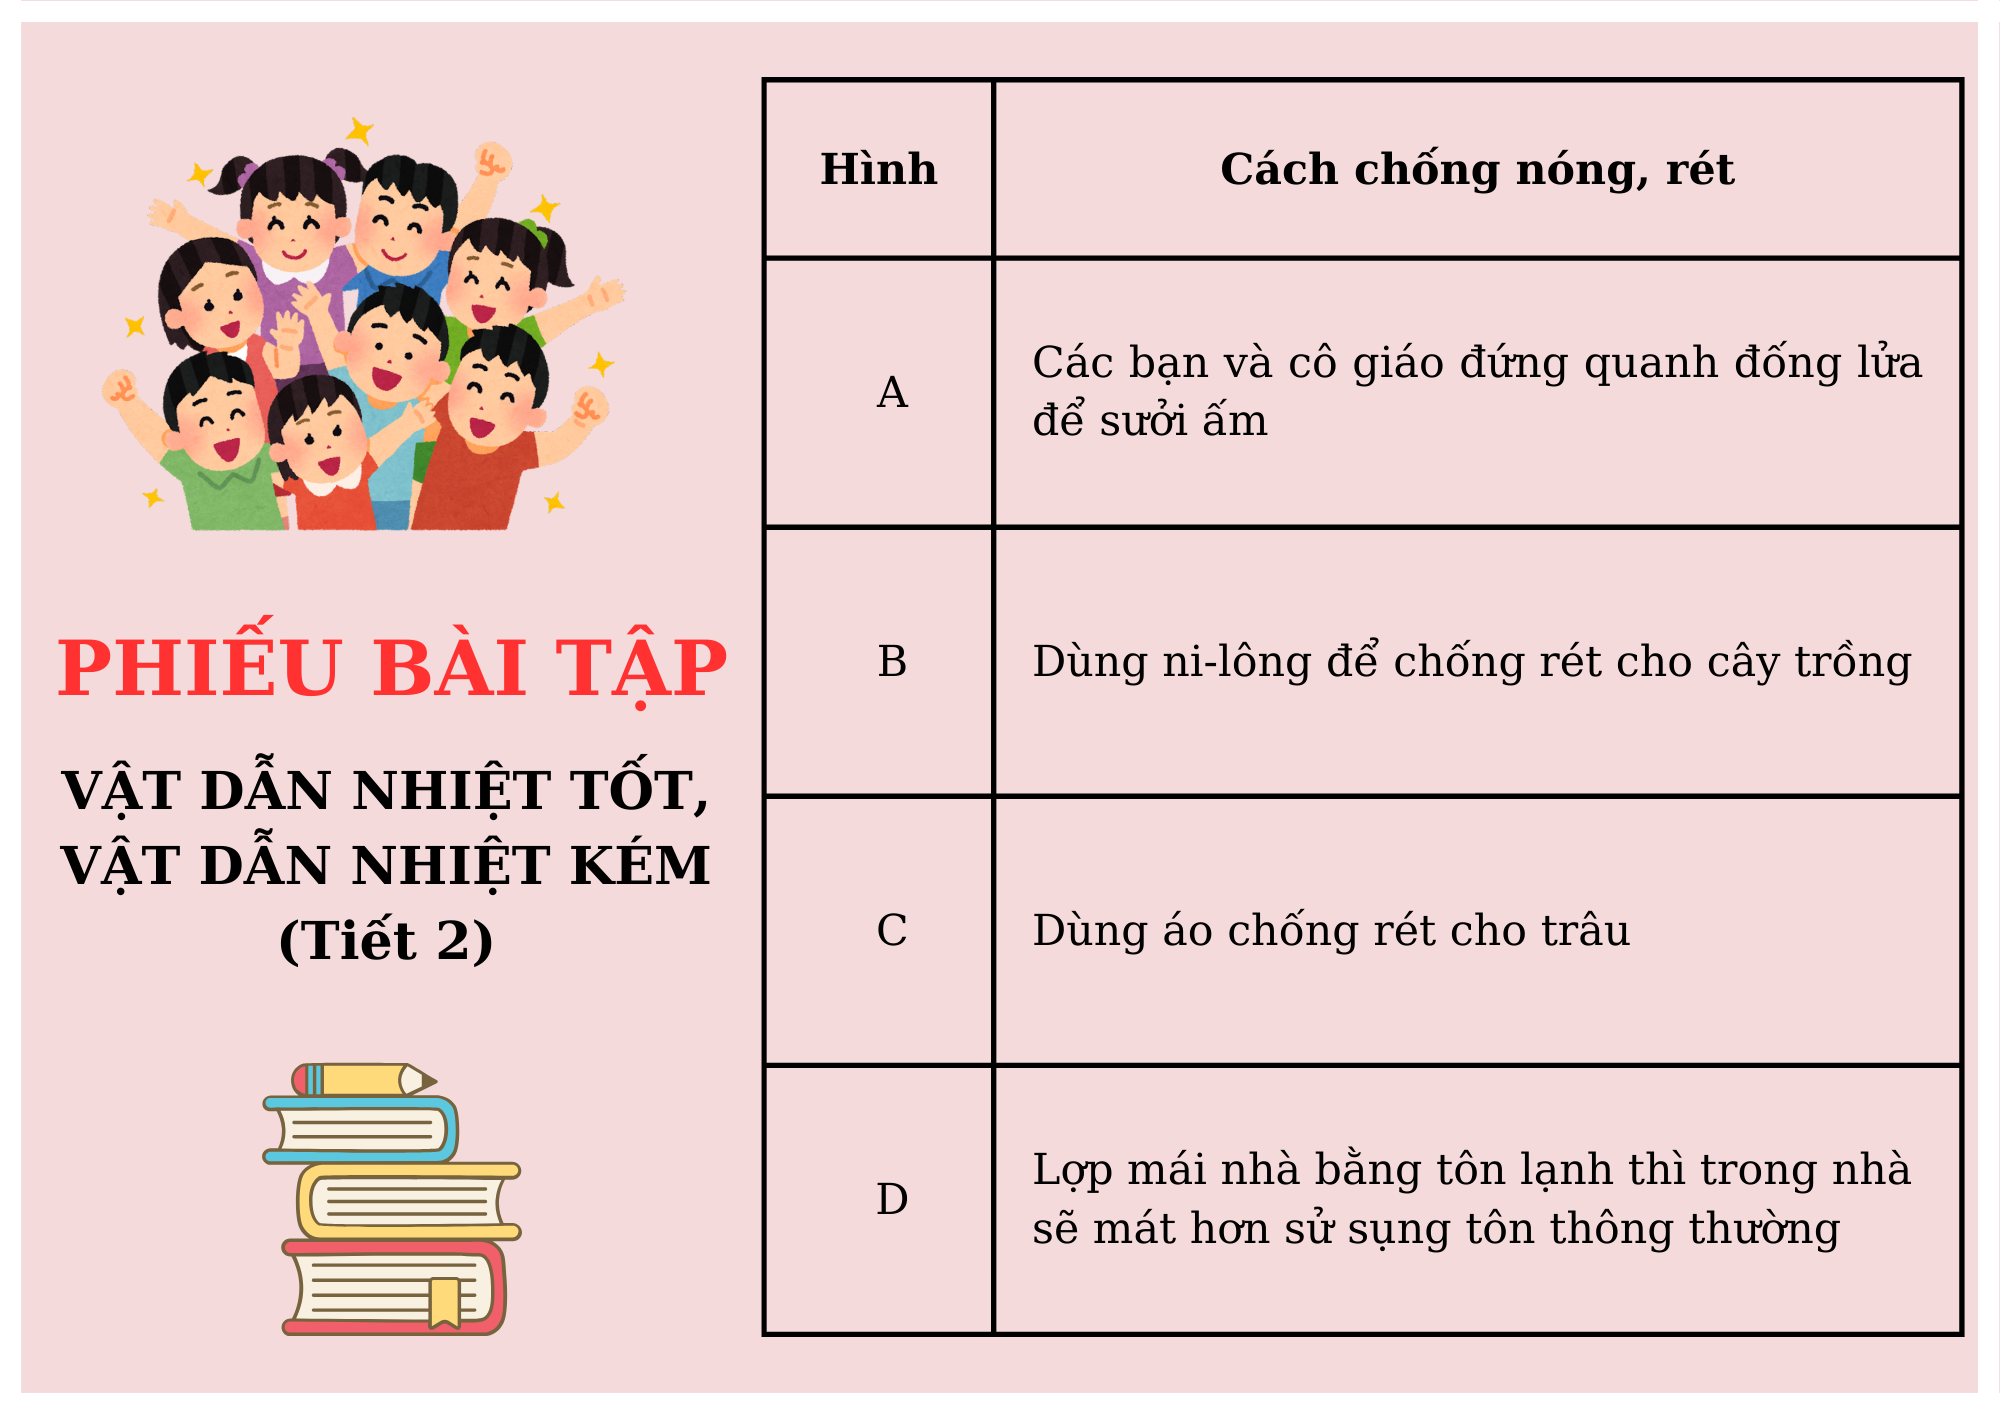 PHIẾU BÀI TẬP
VẬT DẪN NHIỆT TỐT,
VẬT DẪN NHIỆT KÉM
(Tiết 2)
Hình
Cách chống nóng, rét
A
Các bạn và cô giáo đứng quanh đống lửa
để sưởi ấm
B
Dùng ni-lông để chống rét cho cây trồng
C
Dùng áo chống rét cho trâu
D
Lợp mái nhà bằng tôn lạnh thì trong nhà
sẽ mát hơn sử sụng tôn thông thường